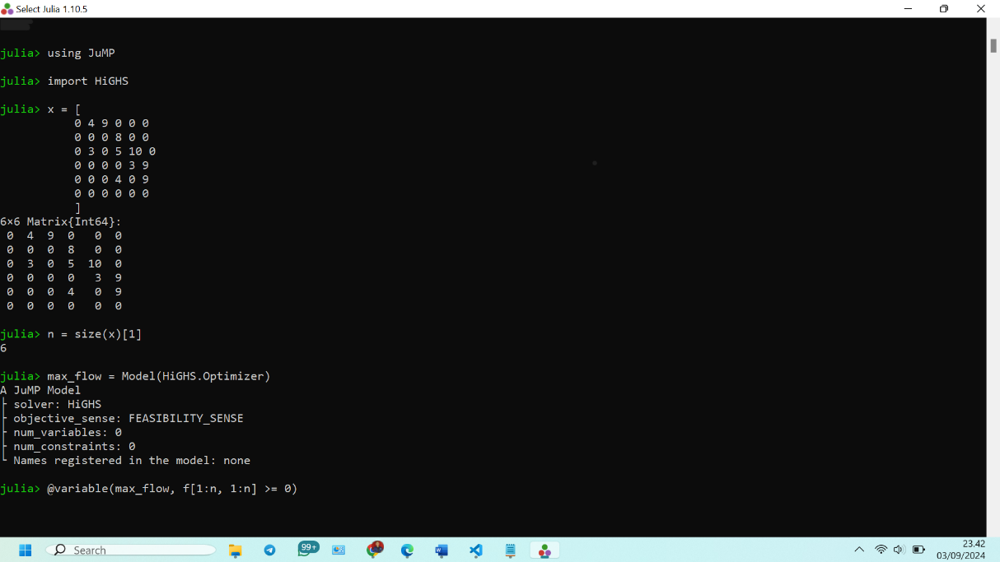 Select Julia 1.10.5
julia> using JuMP
julia> import HiGHS
julia> x = [
0 4 9 0 0 0
0 0 0 8 0 0
0 3 0 5 10 0
0 0 0 0 3 9
0 0 0 4 0 9
0 0 0 0 0 0
]
6×6 Matrix{Int64}:
0 4 9 0 0 0
0 0 0 8 0 0
0 3 0 5 10 0
0 0 0 0 3 9
0 0 0 4 0 9
0 0 0 0 0 0
julia> n = size(x)[1]
6
julia> max_flow = Model(HiGHS.Optimizer)
A JuMP Model
├ solver: HiGHS
├ objective_sense: FEASIBILITY_SENSE
├ num_variables: 0
├ num_constraints: 0
└ Names registered in the model: none
julia> @variable(max_flow, f[1:n, 1:n] >= 0)
Search
99+
23.42
03/09/2024